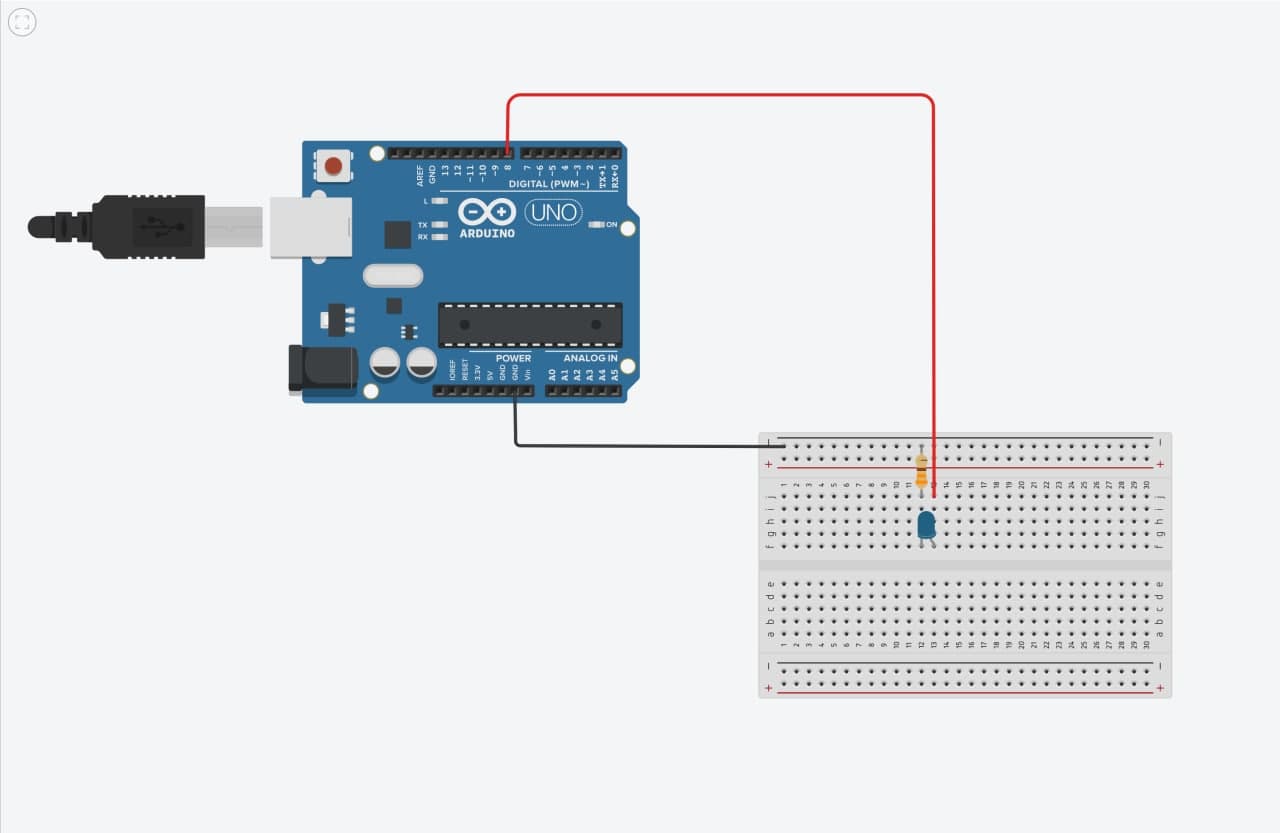 AREF
GND
13
12
~11
~10
~9
8
7
~6
~5
4
~3
2
TX→1
RX←0
DIGITAL (PWM~)
L
TX
RX
ARDUINO
UNO
ON
POWER
ANALOG IN
IOREF
RESET
3.3V
5V
GND
GND
Vin
A0
A1
A2
A3
A4
A5
− −
+ +
1 2 3 4 5 6 7 8 9 10 11 12 13 14 15 16 17 18 19 20 21 22 23 24 25 26 27 28 29 30
j j
i i
h h
g g
f f
e e
d d
c c
b b
a a
1 2 3 4 5 6 7 8 9 10 11 12 13 14 15 16 17 18 19 20 21 22 23 24 25 26 27 28 29 30
− −
+ +